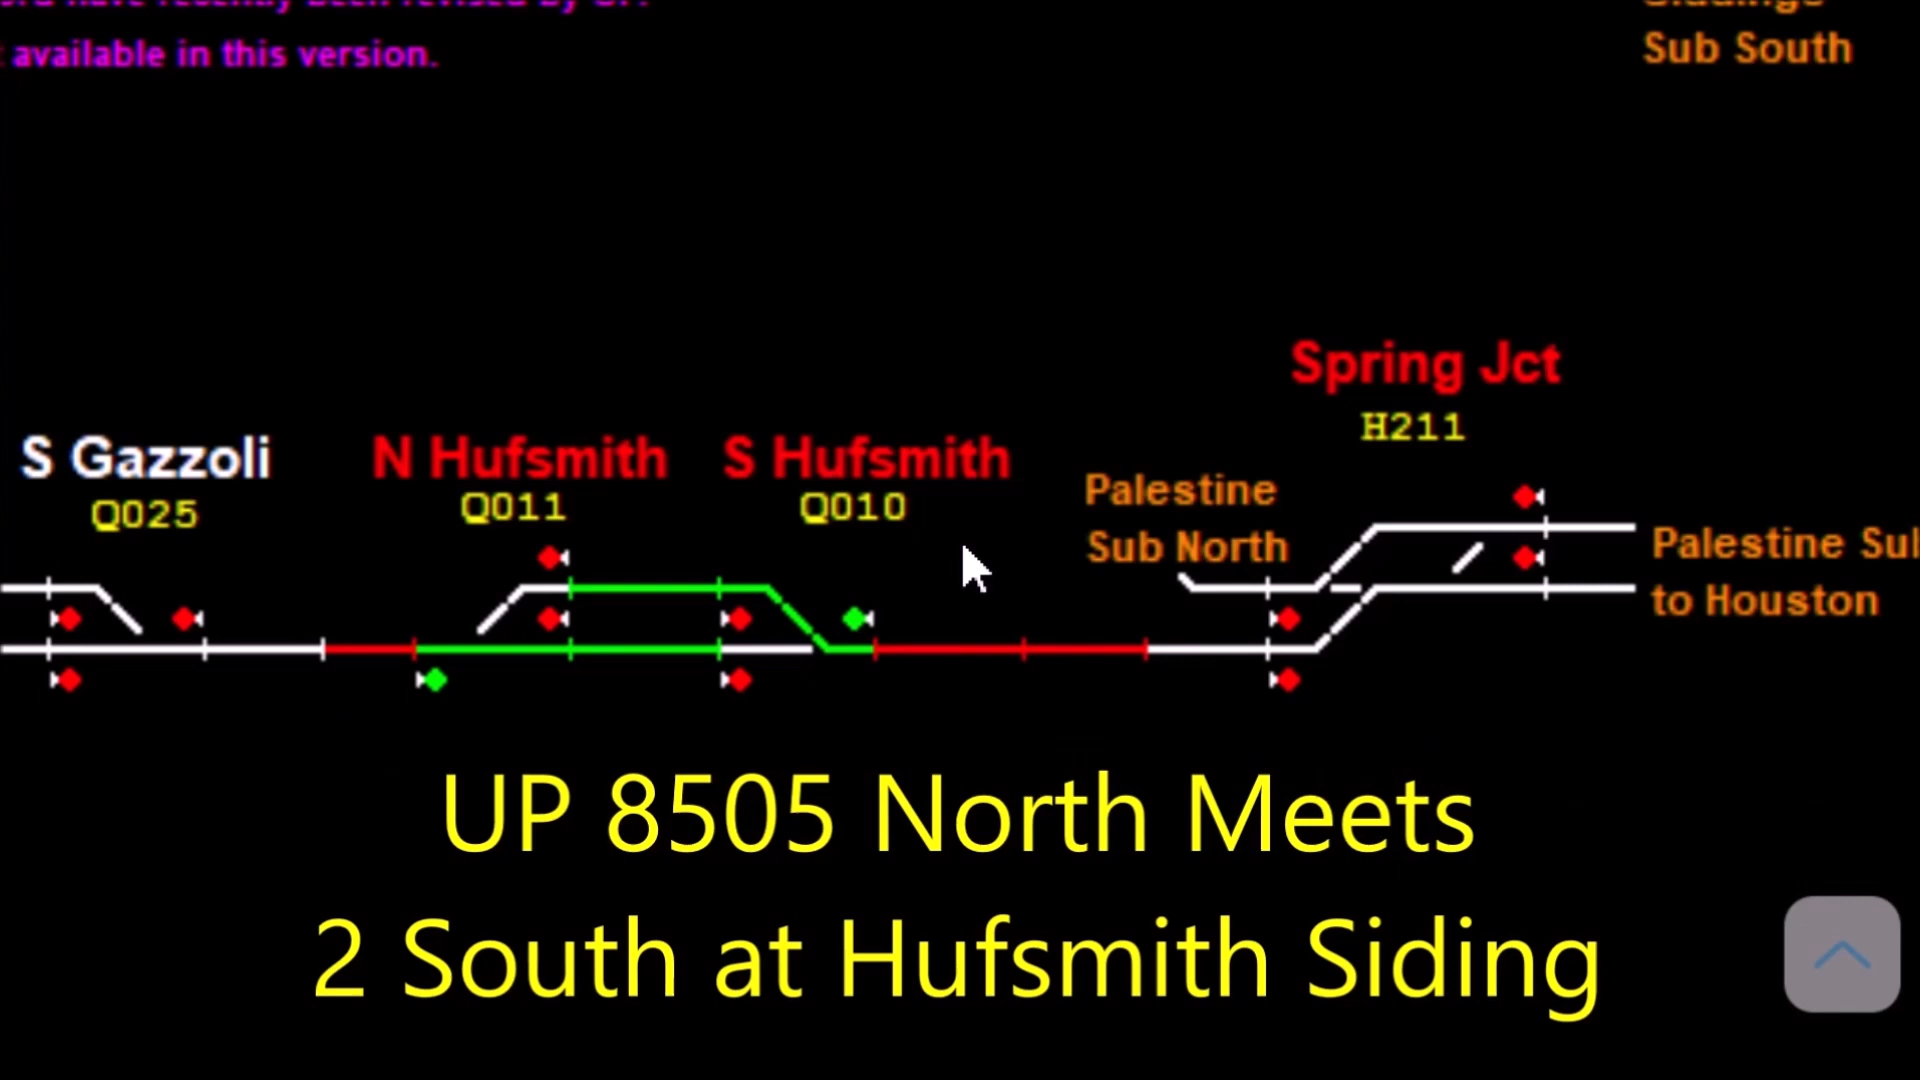 available in this version.
Sub South
Spring Jct
H211
S Gazzoli
N Hufsmith
S Hufsmith
Q025
Q011
Q010
Palestine
Sub North
Palestine
to Houston
UP 8505 North Meets
2 South at Hufsmith Siding